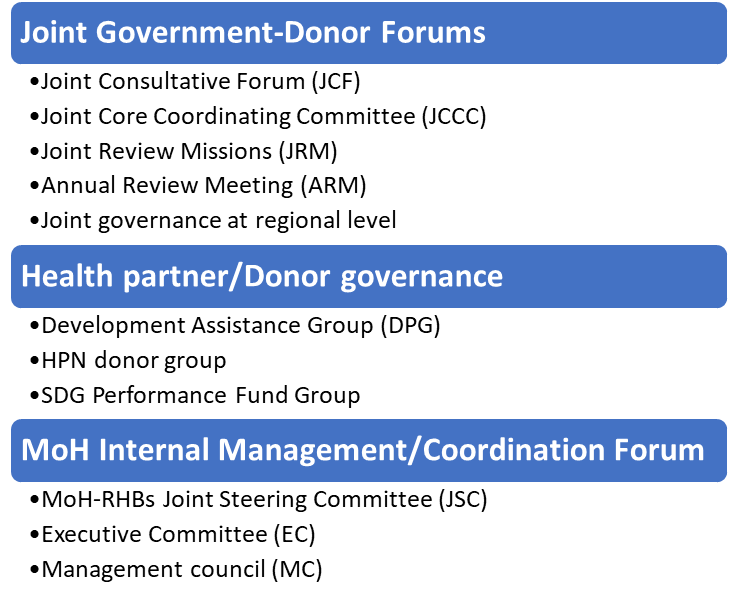 Joint Government-Donor Forums
•Joint Consultative Forum (JCF)
•Joint Core Coordinating Committee (JCCC)
•Joint Review Missions (JRM)
•Annual Review Meeting (ARM)
•Joint governance at regional level
Health partner/Donor governance
•Development Assistance Group (DPG)
•HPN donor group
•SDG Performance Fund Group
MoH Internal Management/Coordination Forum
•MoH-RHBs Joint Steering Committee (JSC)
•Executive Committee (EC)
•Management council (MC)